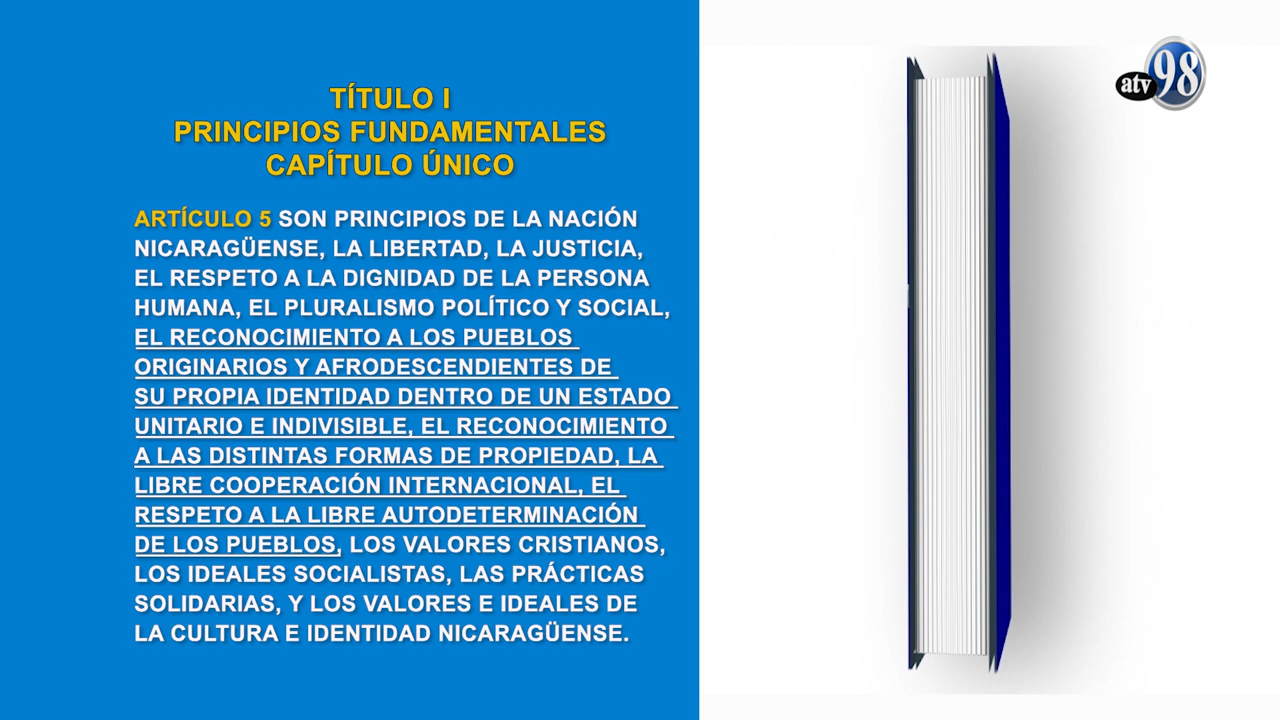 TÍTULO I
PRINCIPIOS FUNDAMENTALES
CAPÍTULO ÚNICO
ARTÍCULO 5 SON PRINCIPIOS DE LA NACIÓN
NICARAGÜENSE, LA LIBERTAD, LA JUSTICIA,
EL RESPETO A LA DIGNIDAD DE LA PERSONA
HUMANA, EL PLURALISMO POLÍTICO Y SOCIAL,
EL RECONOCIMIENTO A LOS PUEBLOS
ORIGINARIOS Y AFRODESCENDIENTES DE
SU PROPIA IDENTIDAD DENTRO DE UN ESTADO
UNITARIO E INDIVISIBLE, EL RECONOCIMIENTO
A LAS DISTINTAS FORMAS DE PROPIEDAD, LA
LIBRE COOPERACIÓN INTERNACIONAL, EL
RESPETO A LA LIBRE AUTODETERMINACIÓN
DE LOS PUEBLOS, LOS VALORES CRISTIANOS,
LOS IDEALES SOCIALISTAS, LAS PRÁCTICAS
SOLIDARIAS, Y LOS VALORES E IDEALES DE
LA CULTURA E IDENTIDAD NICARAGÜENSE.
atv 98